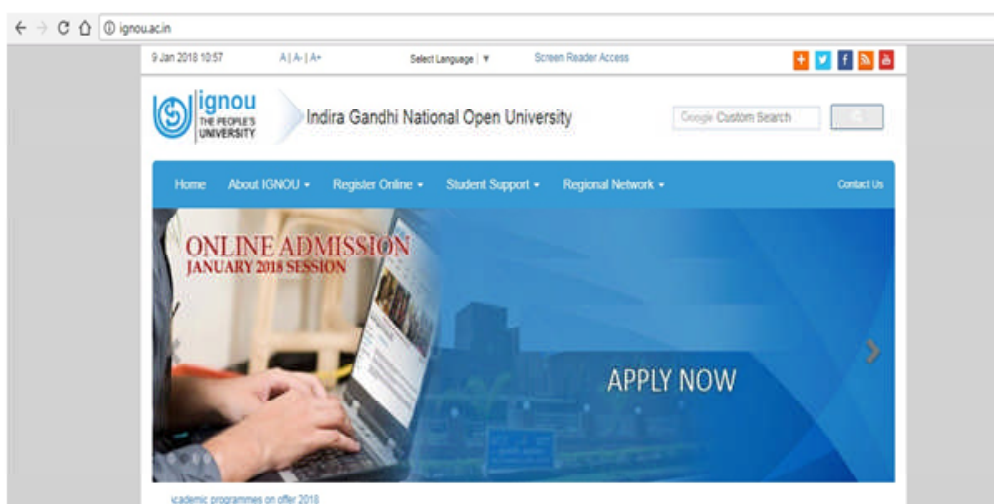 ignou.ac.in
9 Jan 2018 10:57 A | A- | A+ Select Language ▼ Screen Reader Access
ignou
THE PEOPLE'S
UNIVERSITY
Indira Gandhi National Open University
Google Custom Search
Home About IGNOU Register Online Student Support Regional Network Contact Us
ONLINE ADMISSION
JANUARY 2018 SESSION
APPLY NOW
academic programmes on offer 2018